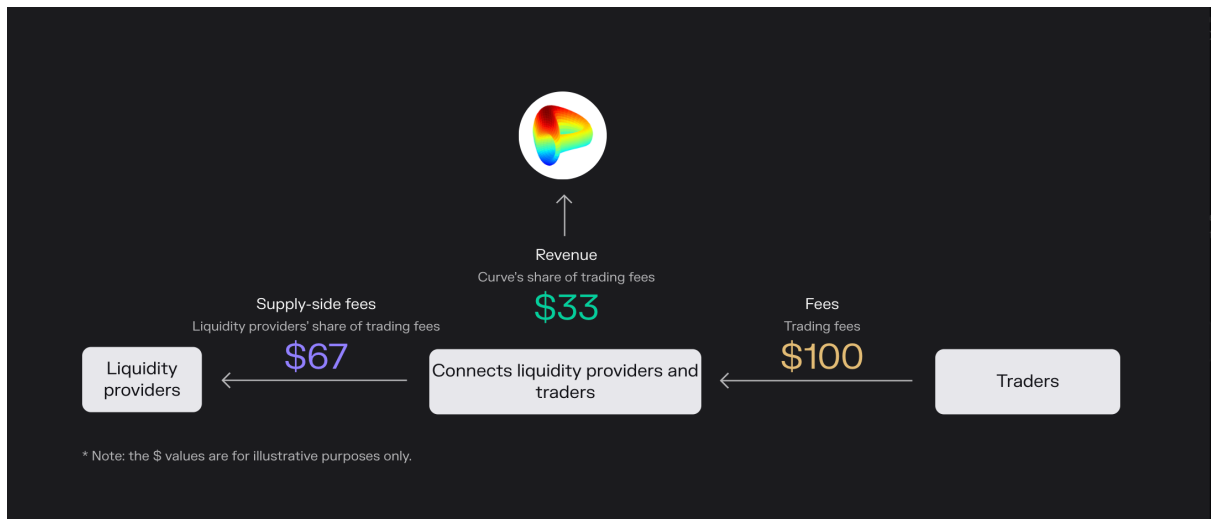 Revenue
Curve's share of trading fees
$33
Supply-side fees
Liquidity providers' share of trading fees
$67
Fees
Trading fees
$100
Liquidity
providers
Connects liquidity providers and
traders
Traders
* Note: the $ values are for illustrative purposes only.